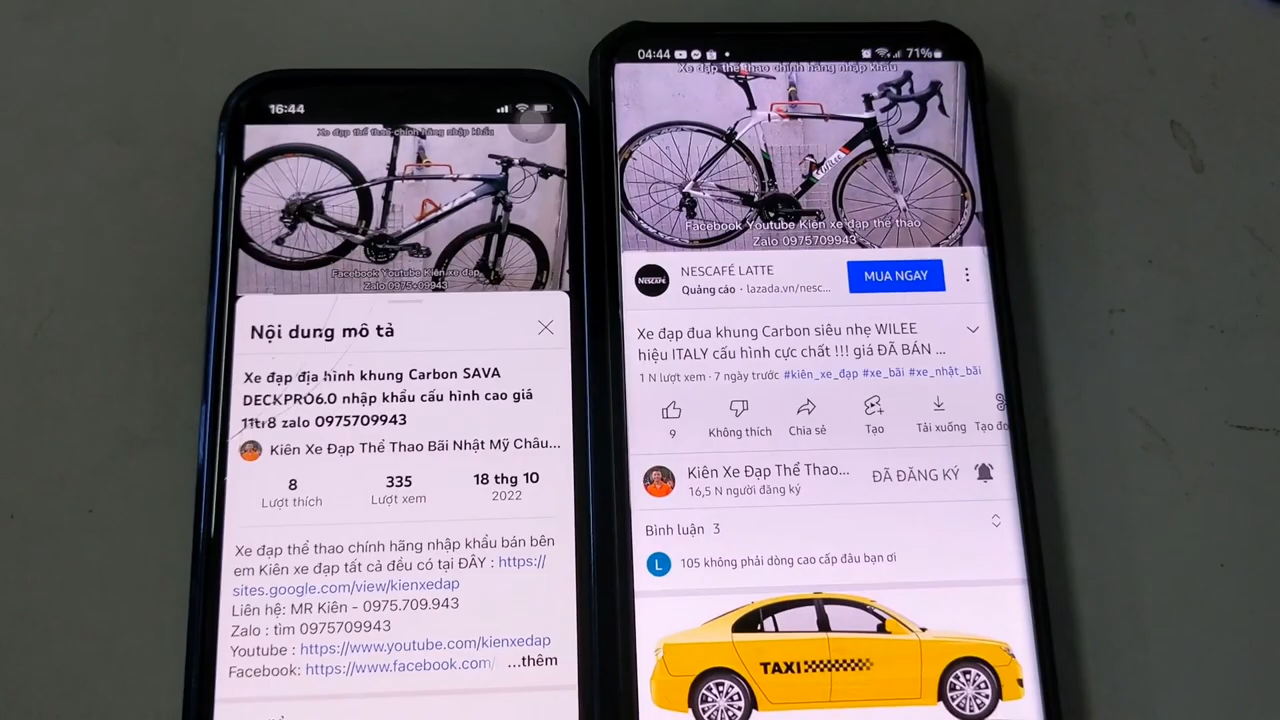 16:44
Xe đạp thể thao chính hãng nhập khẩu
Facebook Youtube Kiên xe đạp
Zalo 0975709943
Nội dung mô tả
Xe đạp địa hình khung Carbon SAVA
DECKPRO6.0 nhập khẩu cấu hình cao giá
11tr8 zalo 0975709943
Kiên Xe Đạp Thể Thao Bãi Nhật Mỹ Châu...
8
335
18 thg 10
Lượt thích
Lượt xem
2022
Xe đạp thể thao chính hãng nhập khẩu bán bên
em Kiên xe đạp tất cả đều có tại ĐÂY : https://
sites.google.com/view/kienxedap
Liên hệ: MR Kiên - 0975.709.943
Zalo : tìm 0975709943
Youtube : https://www.youtube.com/kienxedap
Facebook: https://www.facebook.com/ ...thêm
04:44
71%
Xe đạp thể thao chính hãng nhập khẩu
Wilee
Facebook Youtube Kiên xe đạp thể thao
Zalo 0975709943
NESCAFÉ
NESCAFÉ LATTE
Quảng cáo · lazada.vn/nesc...
MUA NGAY
Xe đạp đua khung Carbon siêu nhẹ WILEE
hiệu ITALY cấu hình cực chất !!! giá ĐÃ BÁN ...
1 N lượt xem · 7 ngày trước #kiên_xe_đạp #xe_bãi #xe_nhật_bãi
9
Không thích
Chia sẻ
Tạo
Tải xuống
Tạo đo
Kiên Xe Đạp Thể Thao...
16,5 N người đăng ký
ĐÃ ĐĂNG KÝ
Bình luận 3
L
105 không phải dòng cao cấp đâu bạn ơi
TAXI